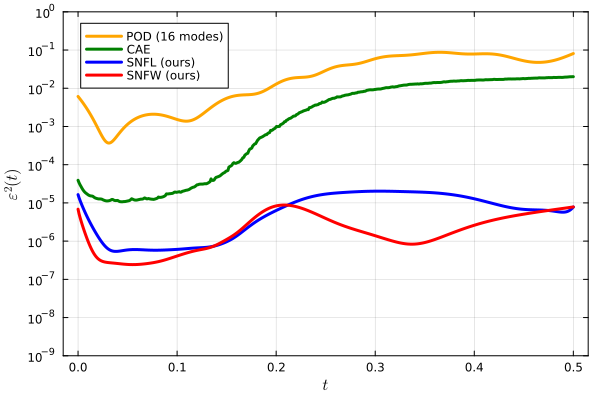 10⁰
10⁻¹
10⁻²
10⁻³
10⁻⁴
10⁻⁵
10⁻⁶
10⁻⁷
10⁻⁸
10⁻⁹
ε²(t)
POD (16 modes)
CAE
SNFL (ours)
SNFW (ours)
0.0 0.1 0.2 0.3 0.4 0.5
t